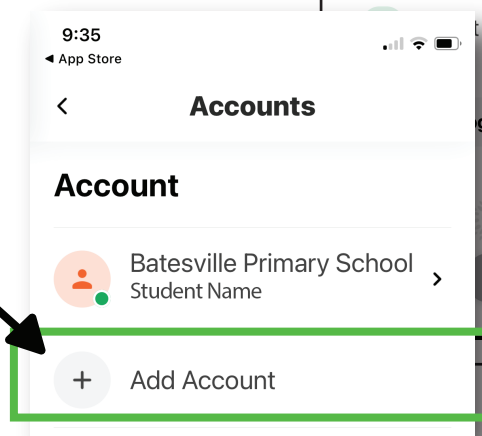 9:35
◀ App Store
Accounts
Account
Batesville Primary School
Student Name
Add Account